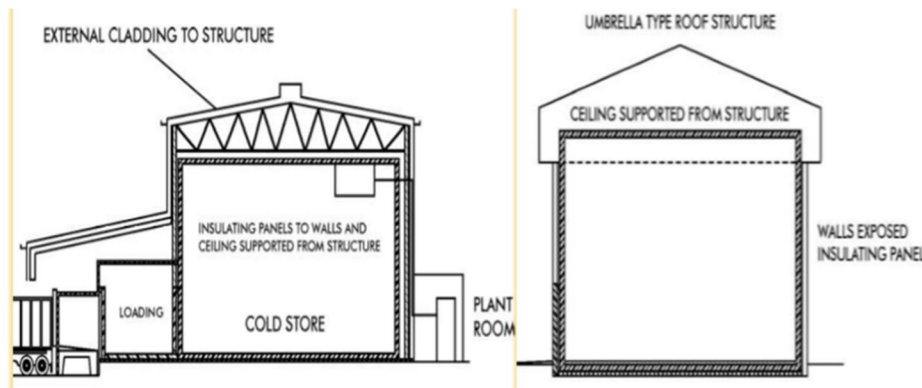 EXTERNAL CLADDING TO STRUCTURE
INSULATING PANELS TO WALLS AND
CEILING SUPPORTED FROM STRUCTURE
LOADING
COLD STORE
PLANT
ROOM
UMBRELLA TYPE ROOF STRUCTURE
CEILING SUPPORTED FROM STRUCTURE
WALLS EXPOSED
INSULATING PANEL